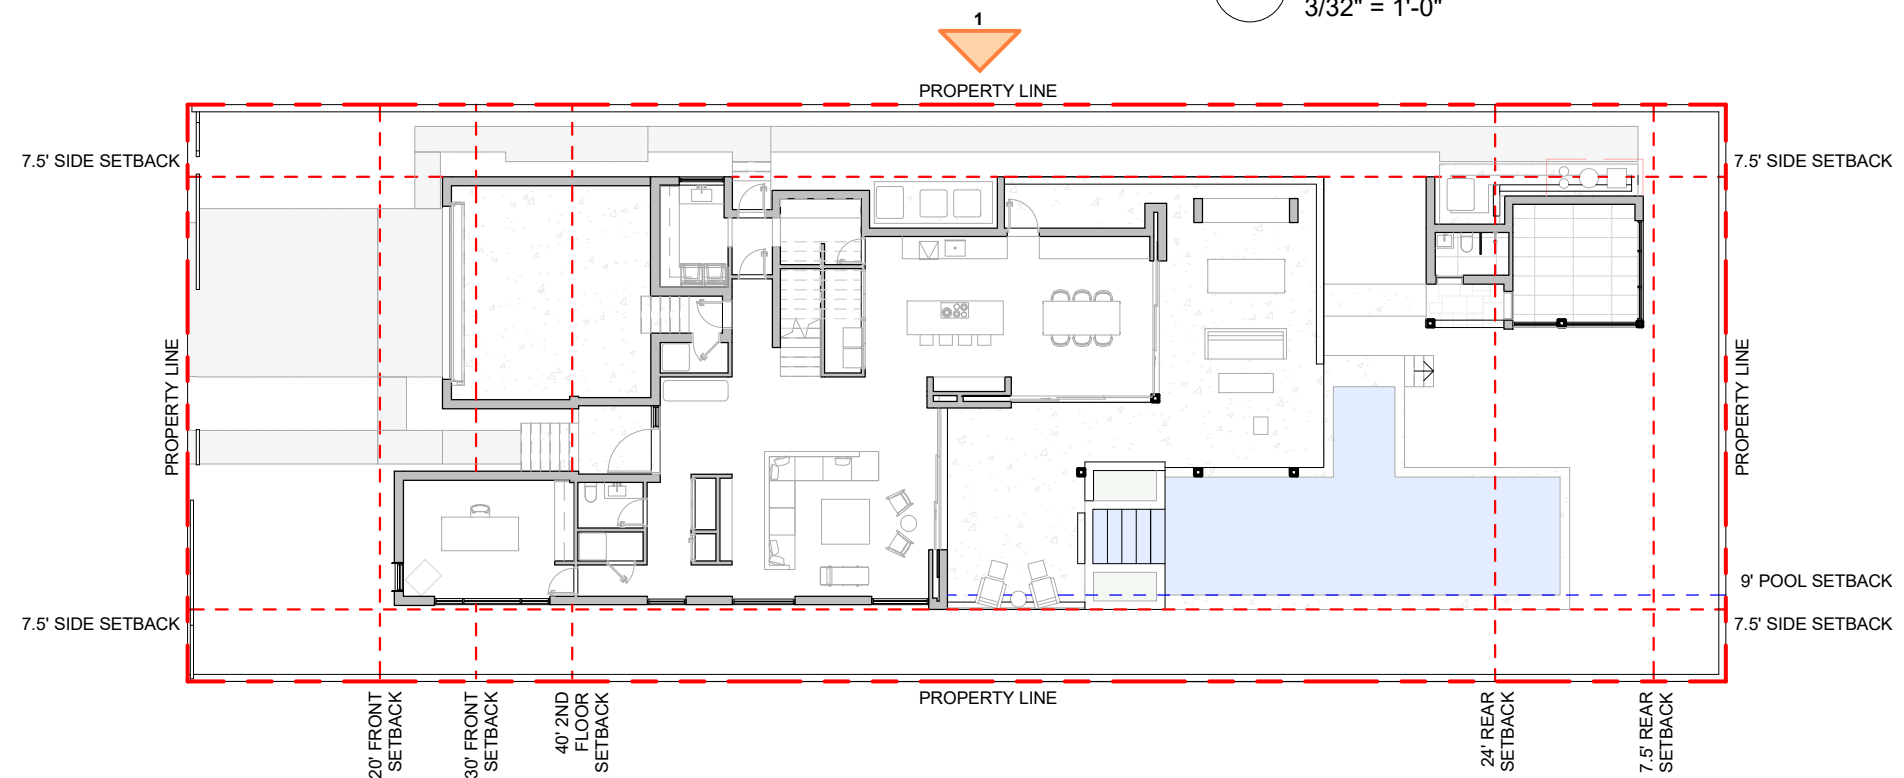 3/32" = 1'-0"
1
PROPERTY LINE
7.5' SIDE SETBACK
7.5' SIDE SETBACK
PROPERTY LINE
PROPERTY LINE
9' POOL SETBACK
7.5' SIDE SETBACK
7.5' SIDE SETBACK
PROPERTY LINE
20' FRONT
SETBACK
30' FRONT
SETBACK
40' 2ND
FLOOR
SETBACK
24' REAR
SETBACK
7.5' REAR
SETBACK